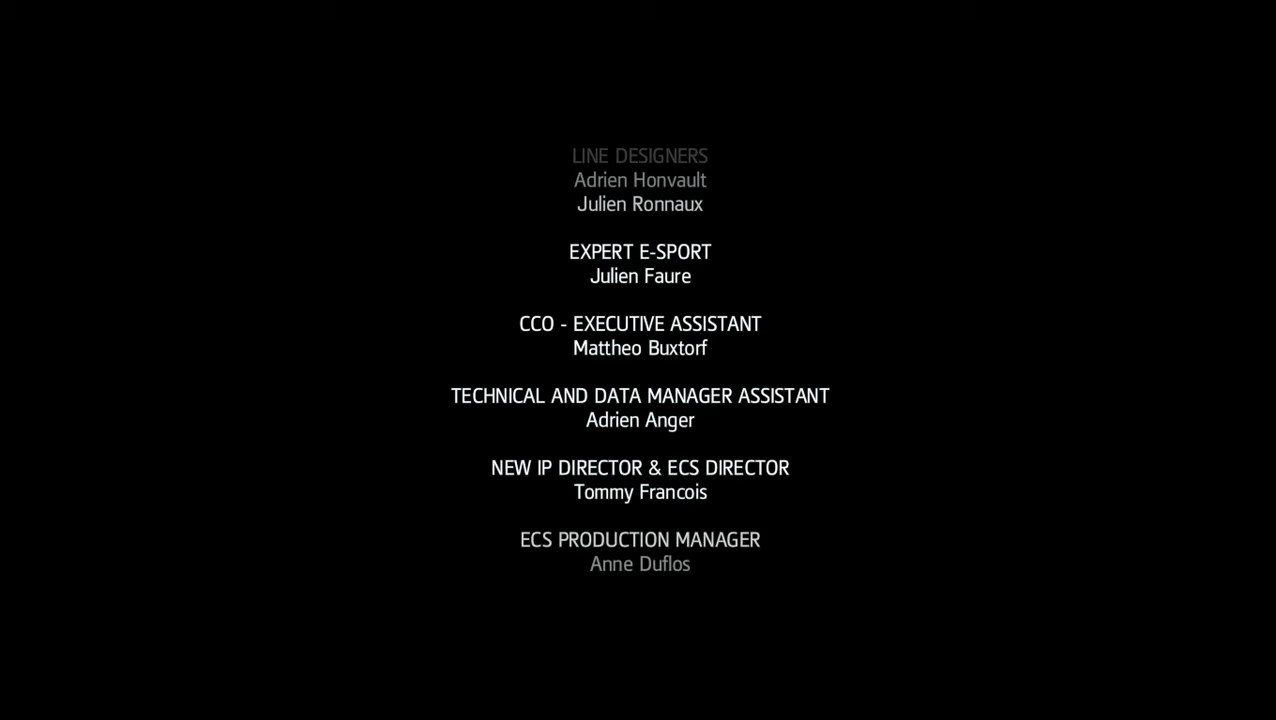 LINE DESIGNERS
Adrien Honvault
Julien Ronnaux
EXPERT E-SPORT
Julien Faure
CCO - EXECUTIVE ASSISTANT
Mattheo Buxtorf
TECHNICAL AND DATA MANAGER ASSISTANT
Adrien Anger
NEW IP DIRECTOR & ECS DIRECTOR
Tommy Francois
ECS PRODUCTION MANAGER
Anne Duflos